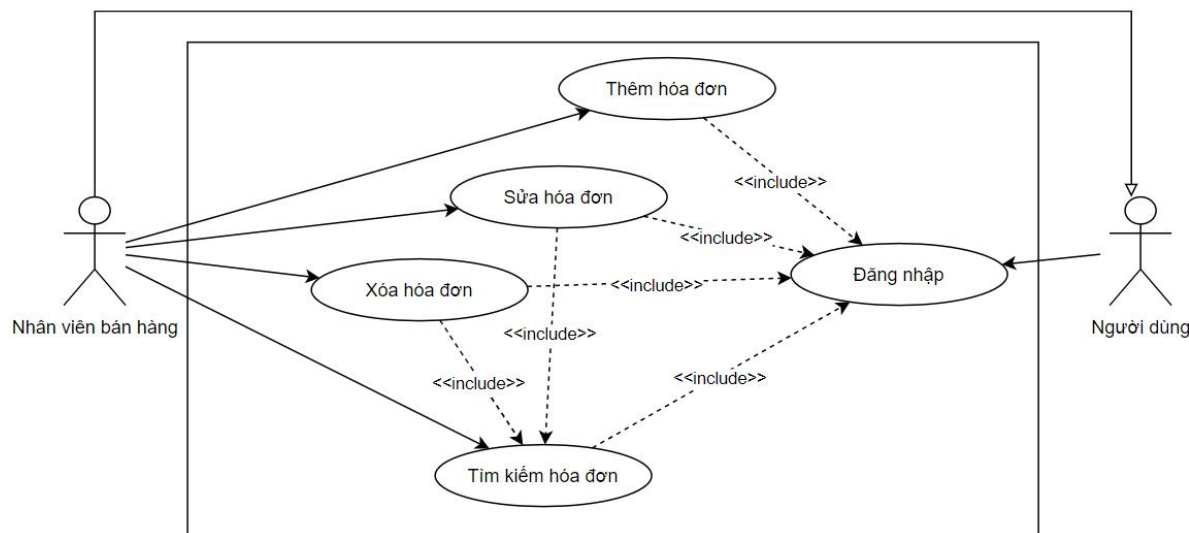 Thêm hóa đơn
<<include>>
Sửa hóa đơn
<<include>>
Đăng nhập
Xóa hóa đơn
<<include>>
Nhân viên bán hàng
Người dùng
<<include>>
<<include>>
<<include>>
Tìm kiếm hóa đơn